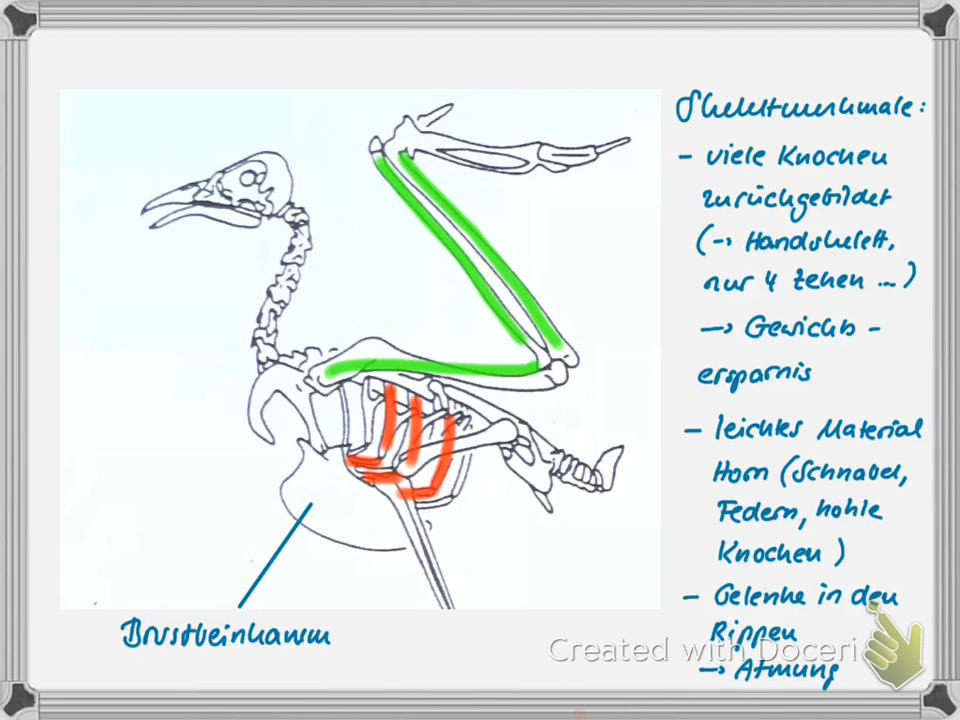 Skelettmerkmale:
- viele Knochen
zurückgebildet
(→ Handskelett,
nur 4 Zehen ...)
→ Gewichts-
ersparnis
- leichtes Material
Horn (Schnabel,
Federn, hohle
Knochen)
- Gelenke in den
Rippen
→ Atmung
Brustbeinkamm
Created with Doceri